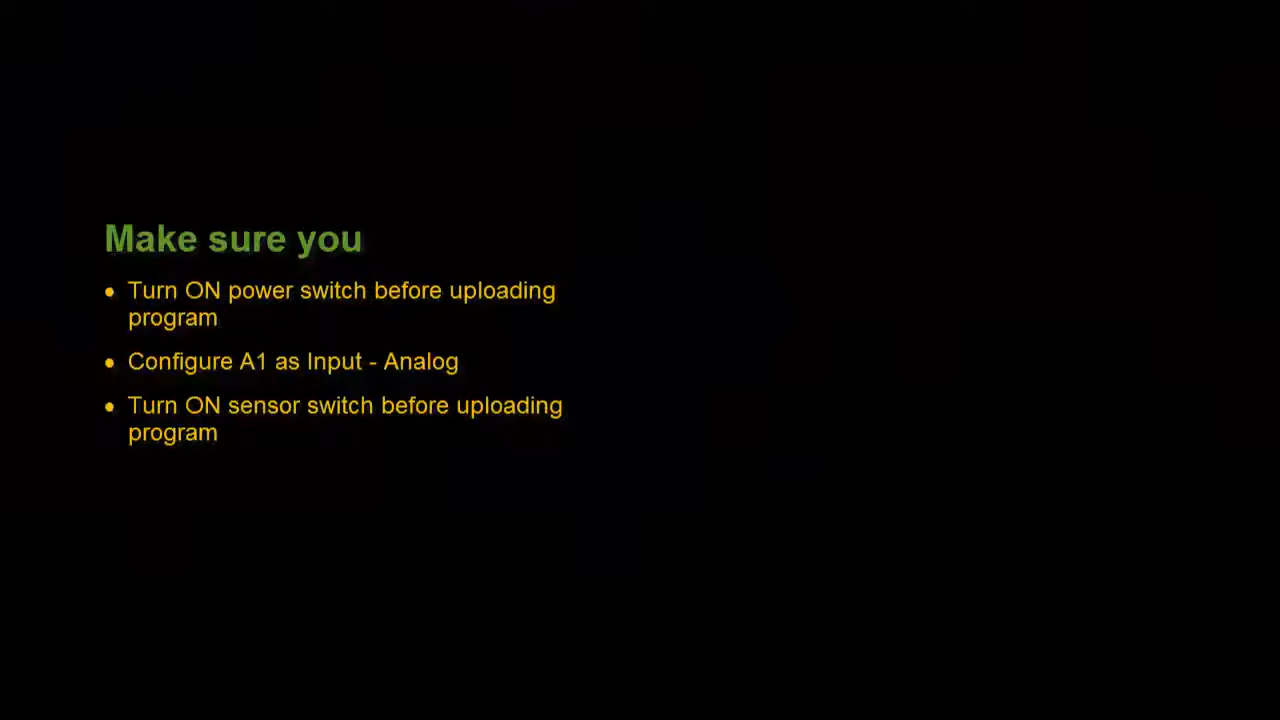 Make sure you
• Turn ON power switch before uploading
program
• Configure A1 as Input - Analog
• Turn ON sensor switch before uploading
program